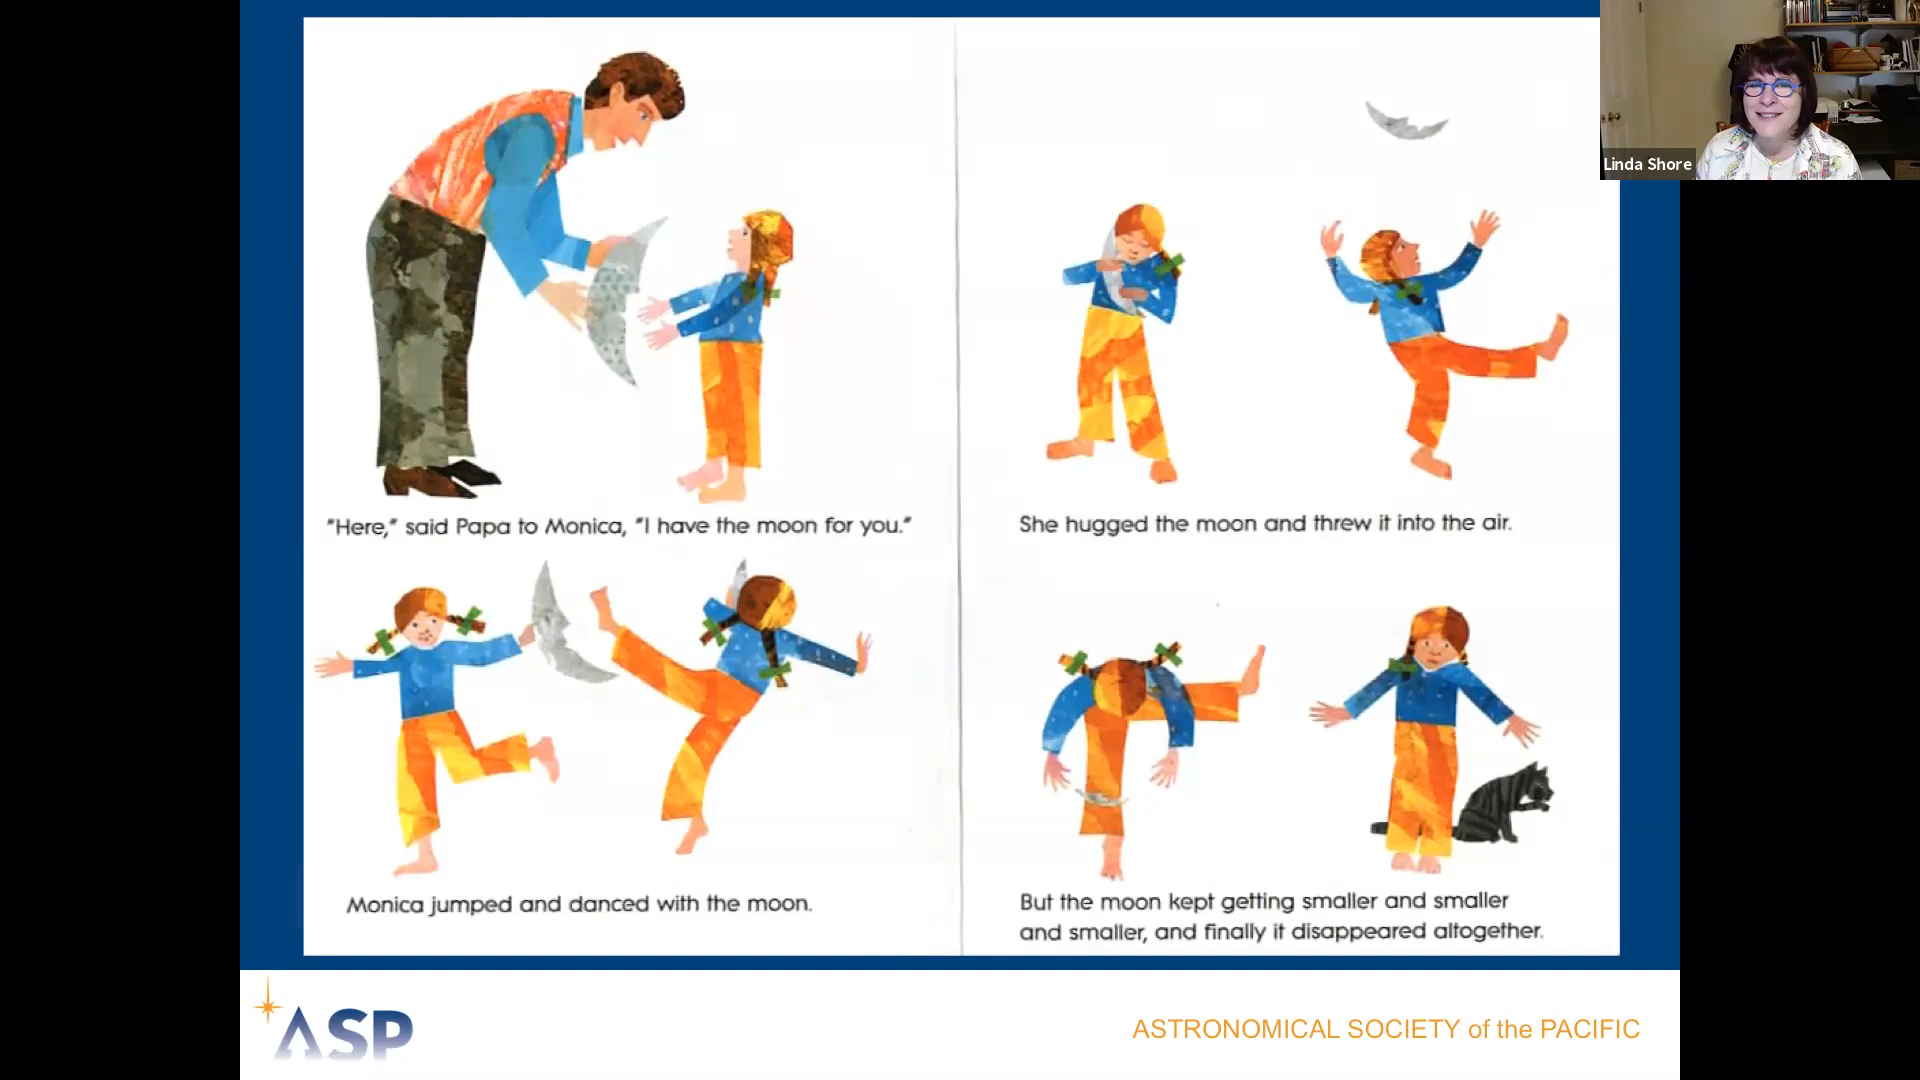 Linda Shore
"Here," said Papa to Monica, "I have the moon for you."
Monica jumped and danced with the moon.
She hugged the moon and threw it into the air.
But the moon kept getting smaller and smaller
and smaller, and finally it disappeared altogether.
ASP
ASTRONOMICAL SOCIETY of the PACIFIC